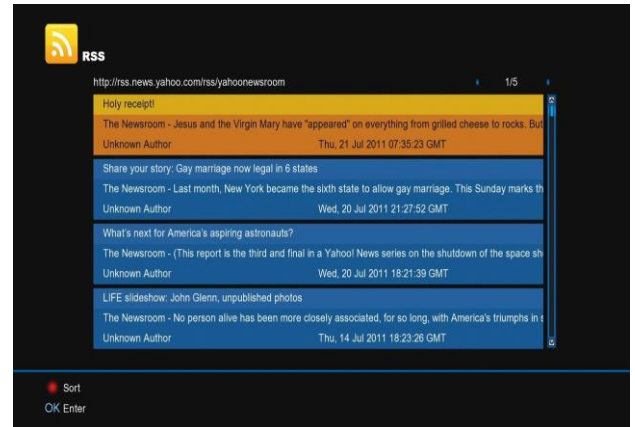 RSS
http://rss.news.yahoo.com/rss/yahoonewsroom 1/5
Holy receipt!
The Newsroom - Jesus and the Virgin Mary have "appeared" on everything from grilled cheese to rocks. But
Unknown Author Thu, 21 Jul 2011 07:35:23 GMT
Share your story: Gay marriage now legal in 6 states
The Newsroom - Last month, New York became the sixth state to allow gay marriage. This Sunday marks th
Unknown Author Wed, 20 Jul 2011 21:27:52 GMT
What's next for America's aspiring astronauts?
The Newsroom - (This report is the third and final in a Yahoo! News series on the shutdown of the space sh
Unknown Author Wed, 20 Jul 2011 18:21:39 GMT
LIFE slideshow: John Glenn, unpublished photos
The Newsroom - No person alive has been more closely associated, for so long, with America's triumphs in s
Unknown Author Thu, 14 Jul 2011 18:23:26 GMT
Sort
OK Enter